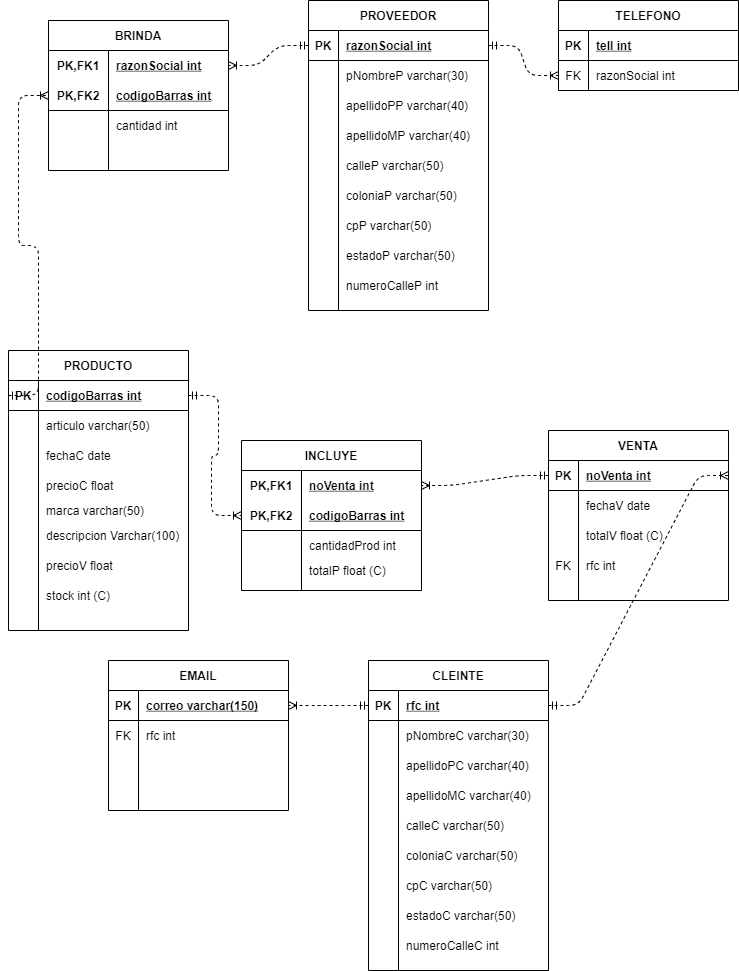 BRINDA
PK,FK1 razonSocial int
PK,FK2 codigoBarras int
cantidad int
PROVEEDOR
PK razonSocial int
pNombreP varchar(30)
apellidoPP varchar(40)
apellidoMP varchar(40)
calleP varchar(50)
coloniaP varchar(50)
cpP varchar(50)
estadoP varchar(50)
numeroCalleP int
TELEFONO
PK tell int
FK razonSocial int
PRODUCTO
PK codigoBarras int
articulo varchar(50)
fechaC date
precioC float
marca varchar(50)
descripcion Varchar(100)
precioV float
stock int (C)
INCLUYE
PK,FK1 noVenta int
PK,FK2 codigoBarras int
cantidadProd int
totalP float (C)
VENTA
PK noVenta int
fechaV date
totalV float (C)
FK rfc int
EMAIL
PK correo varchar(150)
FK rfc int
CLEINTE
PK rfc int
pNombreC varchar(30)
apellidoPC varchar(40)
apellidoMC varchar(40)
calleC varchar(50)
coloniaC varchar(50)
cpC varchar(50)
estadoC varchar(50)
numeroCalleC int